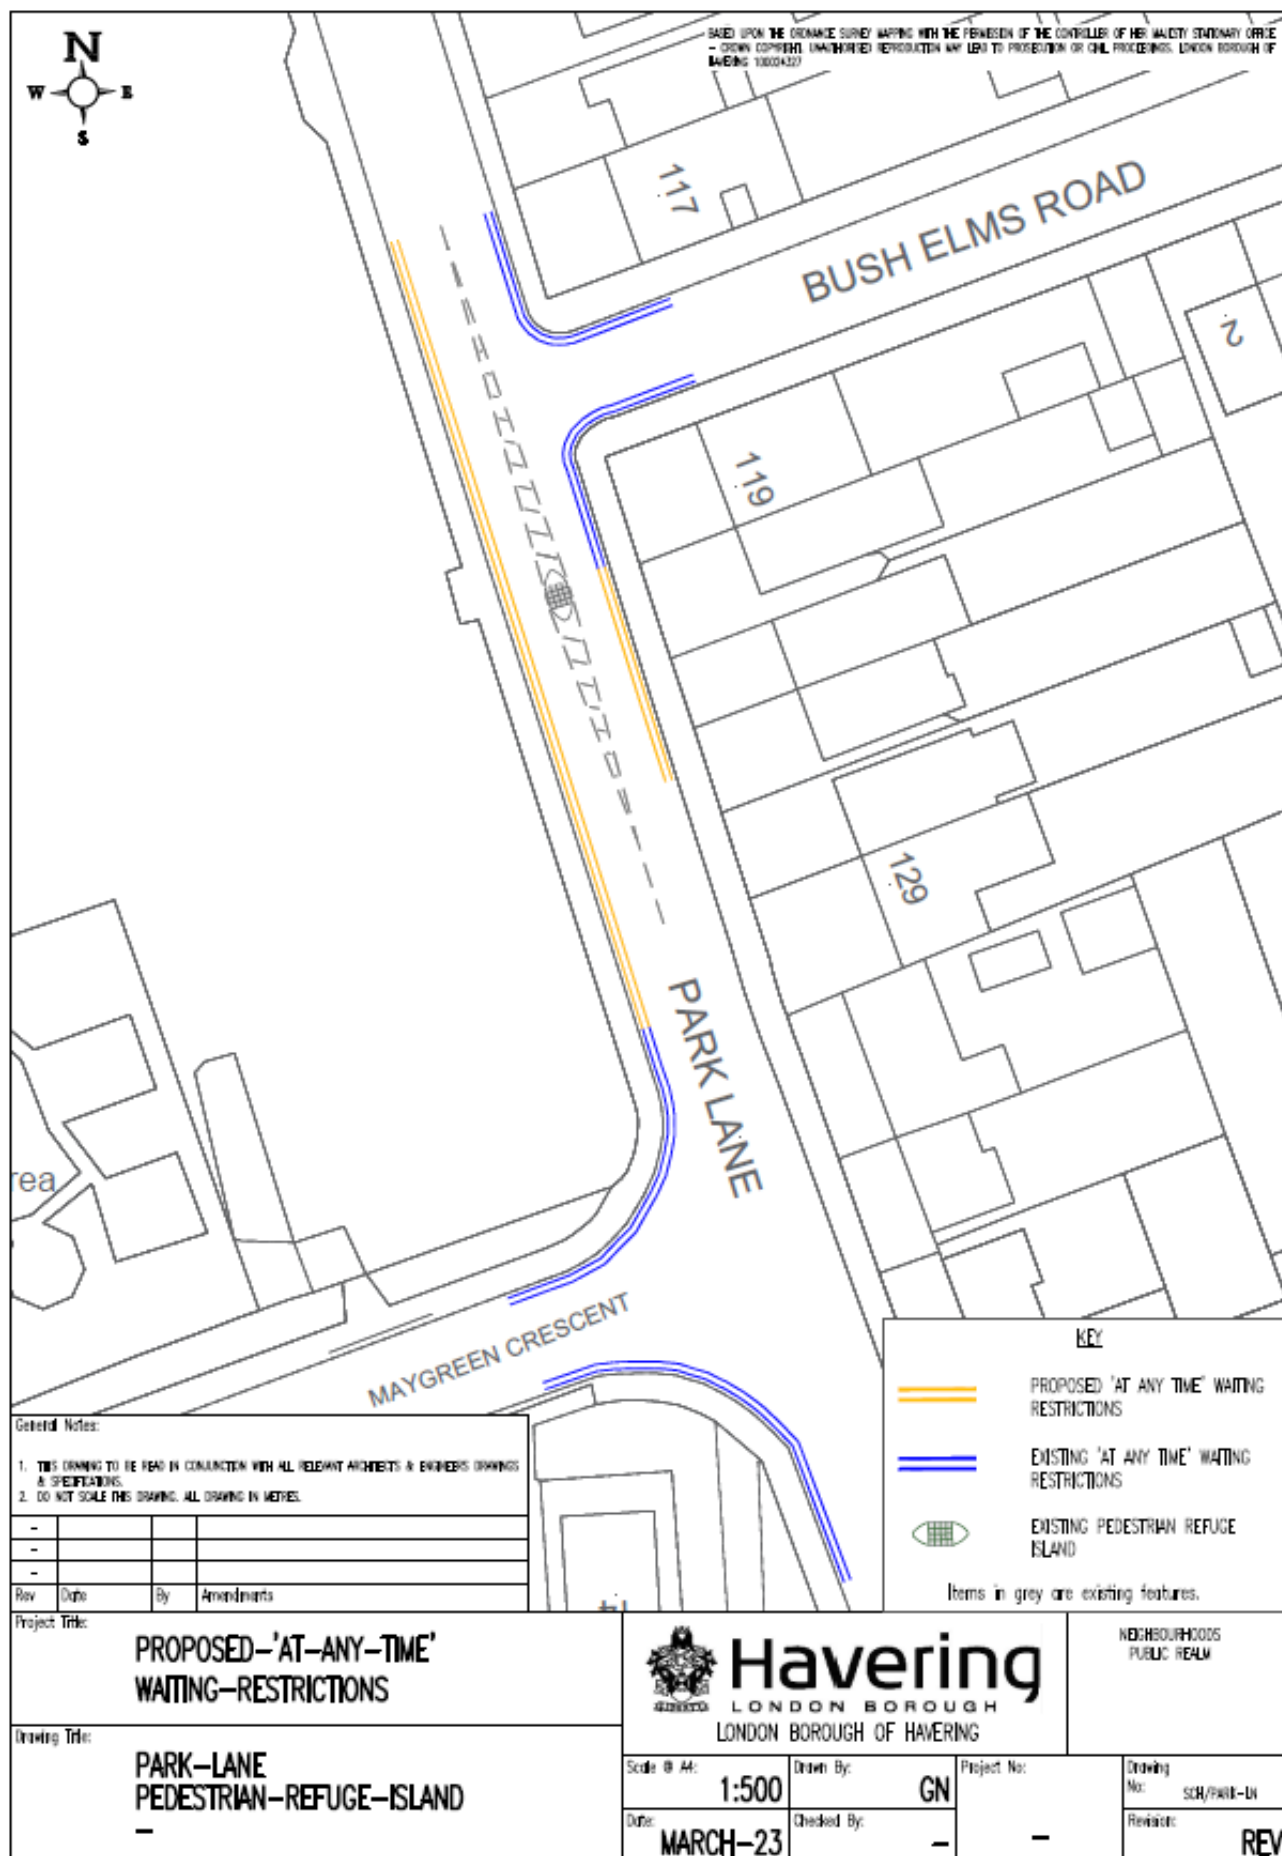 N
W E
S
BASED UPON THE ORDNANCE SURVEY MAPPING WITH THE PERMISSION OF THE CONTROLLER OF HER MAJESTY STATIONARY OFFICE
- CROWN COPYRIGHT. UNAUTHORISED REPRODUCTION MAY LEAD TO PROSECUTION OR CIVIL PROCEEDINGS. LONDON BOROUGH OF
HAVERING 100024327
117
BUSH ELMS ROAD
2
119
129
PARK LANE
rea
MAYGREEN CRESCENT
14
KEY
PROPOSED 'AT ANY TIME' WAITING
RESTRICTIONS
EXISTING 'AT ANY TIME' WAITING
RESTRICTIONS
EXISTING PEDESTRIAN REFUGE
ISLAND
Items in grey are existing features.
General Notes:
1. THIS DRAWING TO BE READ IN CONJUNCTION WITH ALL RELEVANT ARCHITECTS & ENGINEERS DRAWINGS
& SPECIFICATIONS.
2. DO NOT SCALE THIS DRAWING. ALL DRAWING IN METRES.
-
-
-
Rev Date By Amendments
Project Title:
PROPOSED-'AT-ANY-TIME'
WAITING-RESTRICTIONS
Drawing Title:
PARK-LANE
PEDESTRIAN-REFUGE-ISLAND
-
Havering
LONDON BOROUGH
LONDON BOROUGH OF HAVERING
NEIGHBOURHOODS
PUBLIC REALM
Scale @ A4: 1:500
Drawn By: GN
Project No: -
Drawing No: SCH/PARK-LN
Date: MARCH-23
Checked By: -
Revision: REV